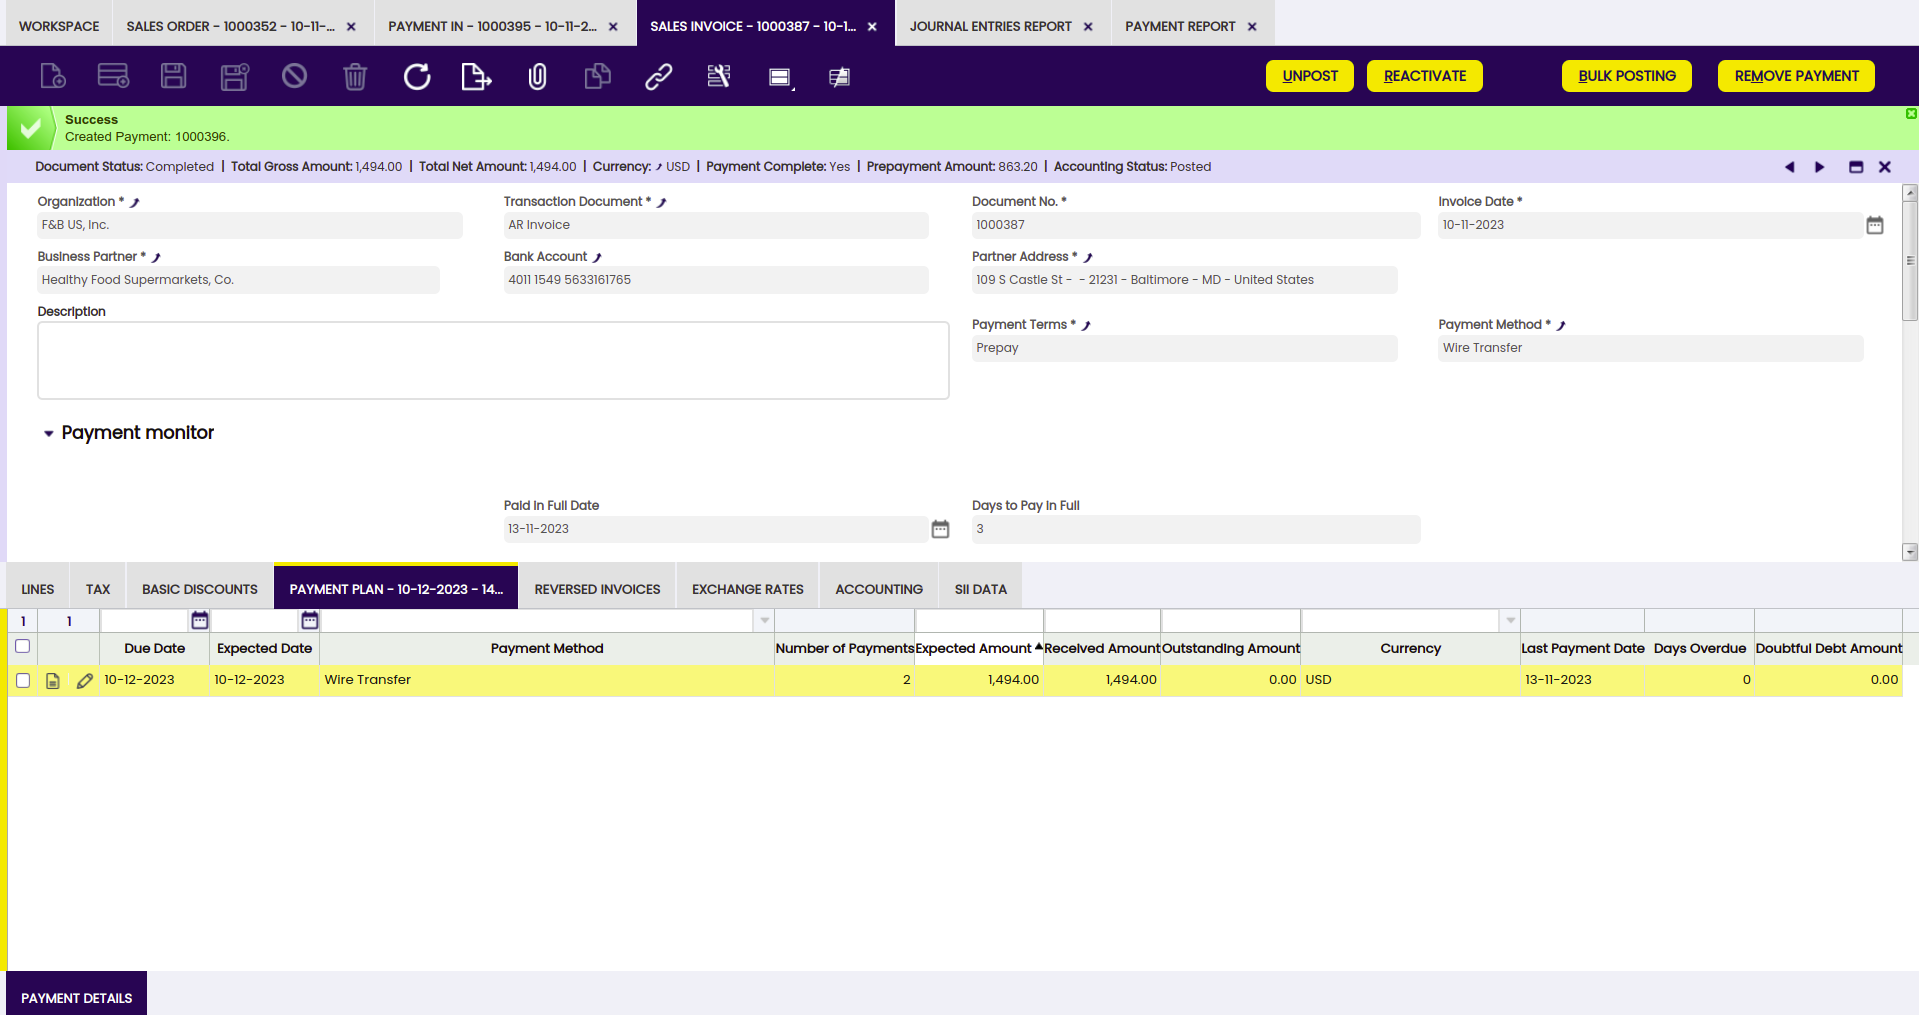 WORKSPACE
SALES ORDER - 1000352 - 10-11-...
PAYMENT IN - 1000395 - 10-11-2...
SALES INVOICE - 1000387 - 10-1...
JOURNAL ENTRIES REPORT
PAYMENT REPORT
UNPOST
REACTIVATE
BULK POSTING
REMOVE PAYMENT
Success
Created Payment: 1000396.
Document Status: Completed | Total Gross Amount: 1,494.00 | Total Net Amount: 1,494.00 | Currency: USD | Payment Complete: Yes | Prepayment Amount: 863.20 | Accounting Status: Posted
Organization *
Transaction Document *
Document No. *
Invoice Date *
F&B US, Inc.
AR Invoice
1000387
10-11-2023
Business Partner *
Bank Account
Partner Address *
Healthy Food Supermarkets, Co.
4011 1549 5633161765
109 S Castle St - - 21231 - Baltimore - MD - United States
Description
Payment Terms *
Payment Method *
Prepay
Wire Transfer
Payment monitor
Paid In Full Date
Days to Pay In Full
13-11-2023
3
LINES
TAX
BASIC DISCOUNTS
PAYMENT PLAN - 10-12-2023 - 14...
REVERSED INVOICES
EXCHANGE RATES
ACCOUNTING
SII DATA
1
1
Due Date
Expected Date
Payment Method
Number of Payments
Expected Amount
Received Amount
Outstanding Amount
Currency
Last Payment Date
Days Overdue
Doubtful Debt Amount
10-12-2023
10-12-2023
Wire Transfer
2
1,494.00
1,494.00
0.00
USD
13-11-2023
0
0.00
PAYMENT DETAILS